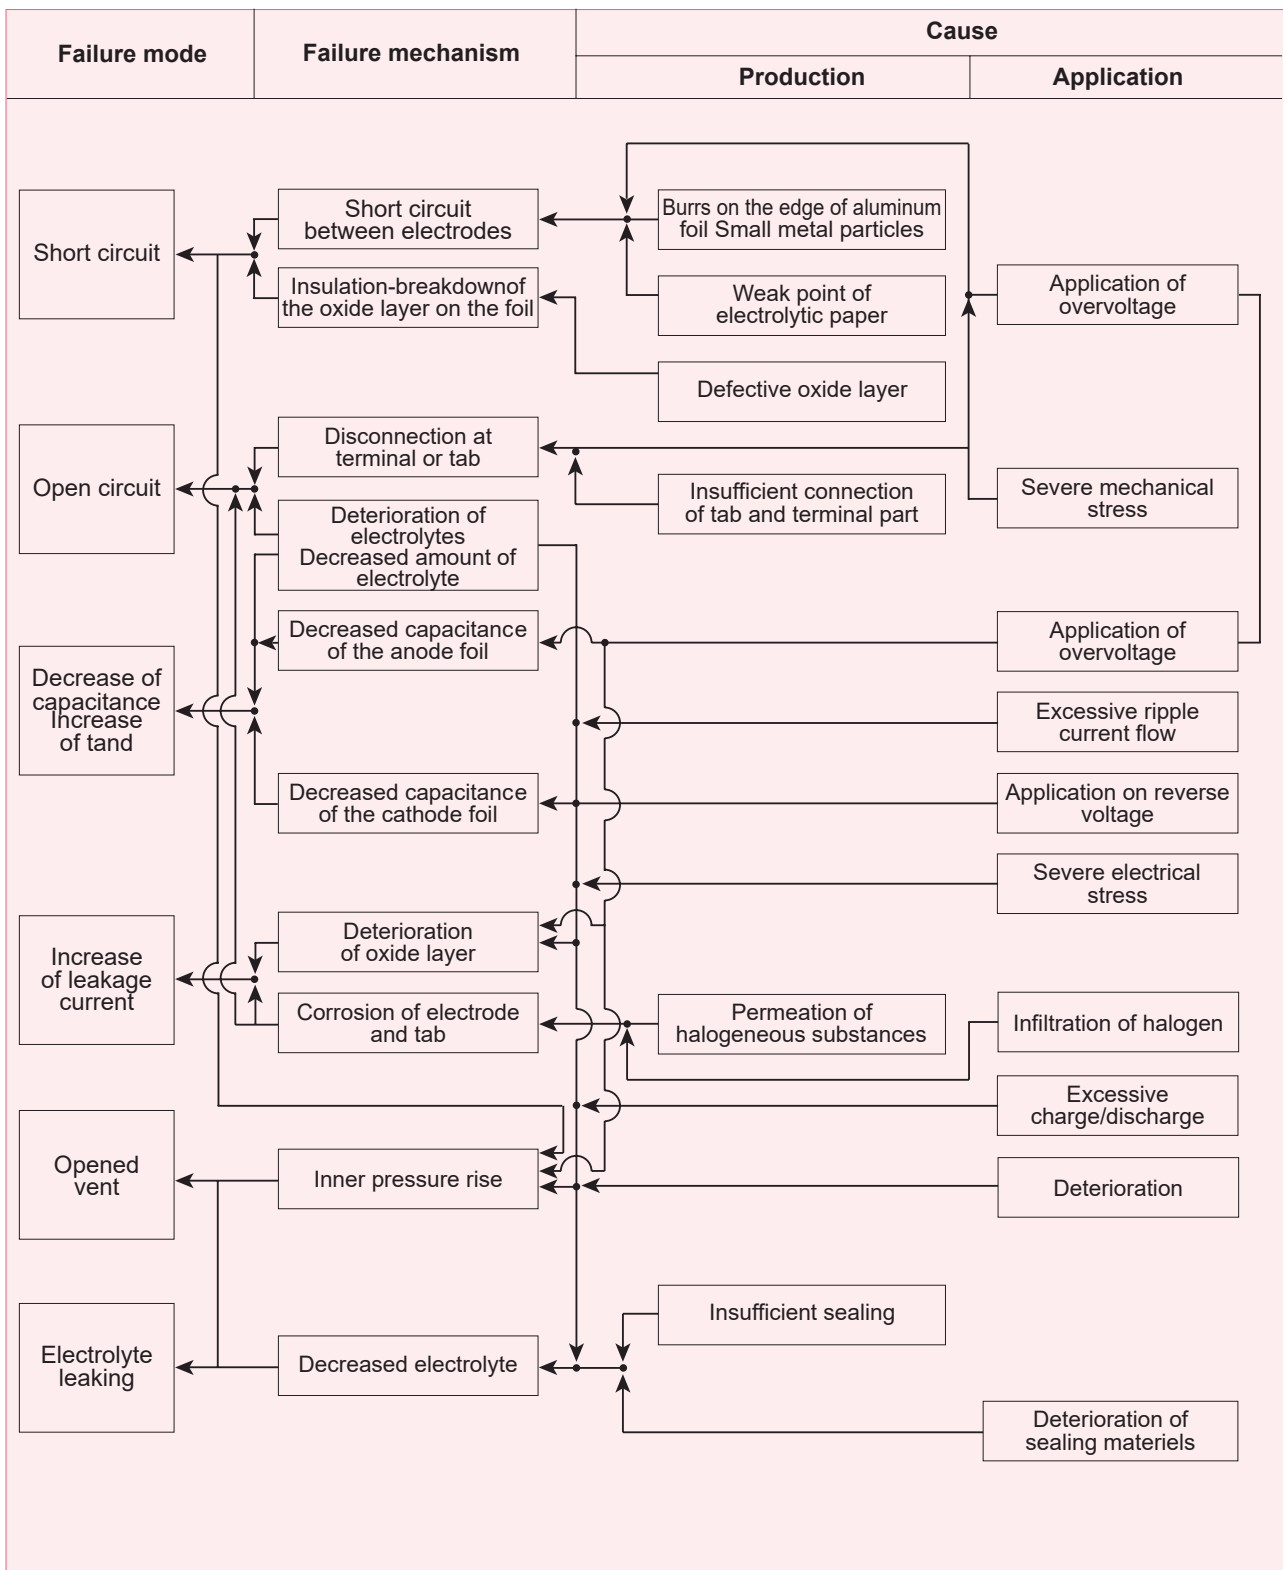 Failure mode
Failure mechanism
Cause
Production
Application
Short circuit
Short circuit
between electrodes
Insulation-breakdownof
the oxide layer on the foil
Burrs on the edge of aluminum
foil Small metal particles
Weak point of
electrolytic paper
Defective oxide layer
Application of
overvoltage
Open circuit
Disconnection at
terminal or tab
Deterioration of
electrolytes
Decreased amount of
electrolyte
Insufficient connection
of tab and terminal part
Severe mechanical
stress
Decrease of
capacitance
Increase
of tand
Decreased capacitance
of the anode foil
Decreased capacitance
of the cathode foil
Application of
overvoltage
Excessive ripple
current flow
Application on reverse
voltage
Severe electrical
stress
Increase
of leakage
current
Deterioration
of oxide layer
Corrosion of electrode
and tab
Permeation of
halogeneous substances
Infiltration of halogen
Excessive
charge/discharge
Opened
vent
Inner pressure rise
Deterioration
Electrolyte
leaking
Decreased electrolyte
Insufficient sealing
Deterioration of
sealing materiels